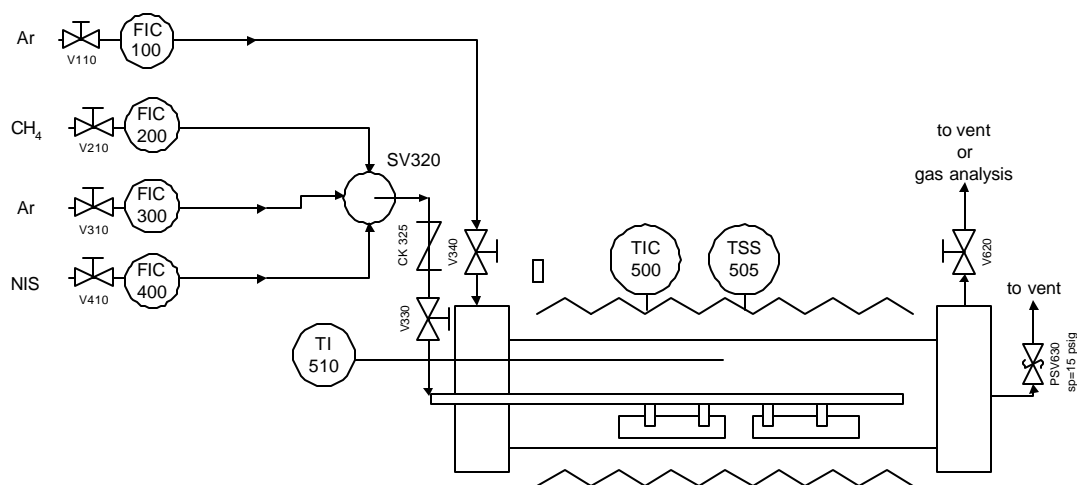 Ar
V110
FIC
100
CH4
V210
FIC
200
SV320
Ar
V310
FIC
300
NIS
V410
FIC
400
CK 325
V340
V330
TI
510
TIC
500
TSS
505
to vent
or
gas analysis
V620
to vent
PSV630
sp=15 psig